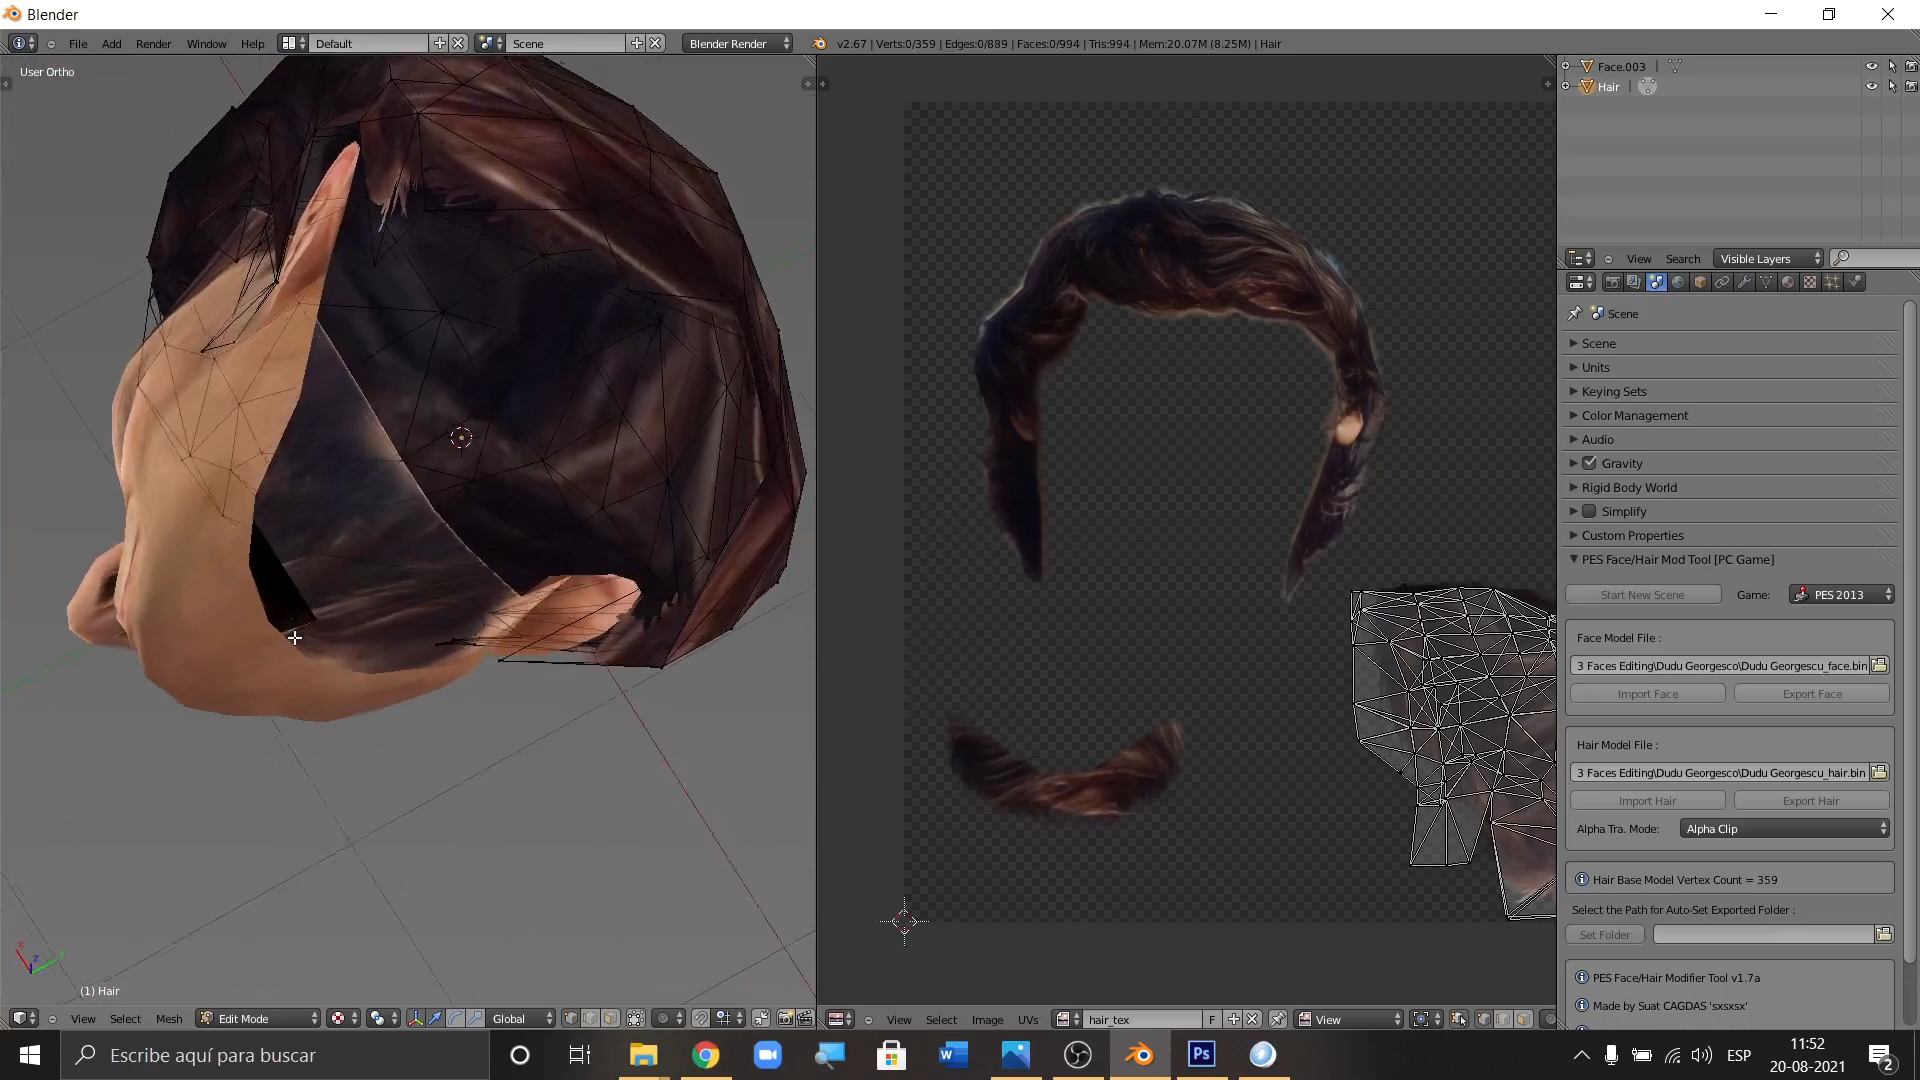 Blender
File Add Render Window Help Default Scene Blender Render v2.67 | Verts:0/359 | Edges:0/889 | Faces:0/994 | Tris:994 | Mem:20.07M (8.25M) | Hair
User Ortho
Face.003
Hair
View Search Visible Layers
Scene
Scene
Units
Keying Sets
Color Management
Audio
Gravity
Rigid Body World
Simplify
Custom Properties
PES Face/Hair Mod Tool [PC Game]
Start New Scene Game: PES 2013
Face Model File :
3 Faces Editing\Dudu Georgesco\Dudu Georgescu_face.bin
Import Face Export Face
Hair Model File :
3 Faces Editing\Dudu Georgesco\Dudu Georgescu_hair.bin
Import Hair Export Hair
Alpha Tra. Mode: Alpha Clip
Hair Base Model Vertex Count = 359
Select the Path for Auto-Set Exported Folder :
Set Folder
PES Face/Hair Modifier Tool v1.7a
Made by Suat CAGDAS 'sxsxsx'
x
z
y
(1) Hair
View Select Mesh Edit Mode Global
View Select Image UVs hair_tex F View
Escribe aquí para buscar
W
Ps
ESP
11:52
20-08-2021
2